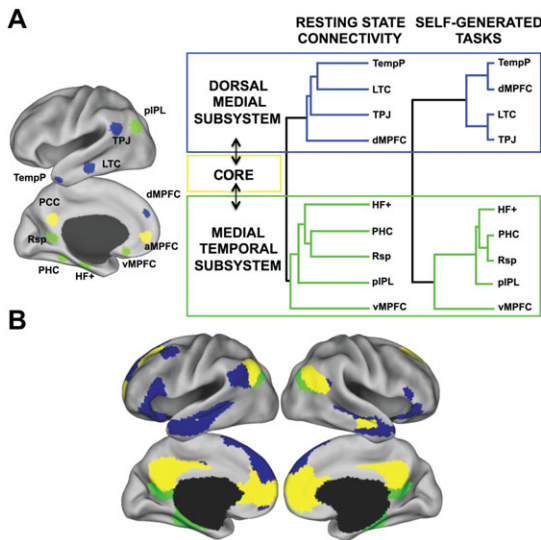 A
RESTING STATE
CONNECTIVITY
SELF-GENERATED
TASKS
pIPL
TPJ
LTC
TempP
dMPFC
PCC
aMPFC
Rsp
vMPFC
PHC
HF+
DORSAL
MEDIAL
SUBSYSTEM
CORE
MEDIAL
TEMPORAL
SUBSYSTEM
TempP
LTC
TPJ
dMPFC
HF+
PHC
Rsp
pIPL
vMPFC
TempP
dMPFC
LTC
TPJ
HF+
PHC
Rsp
pIPL
vMPFC
B